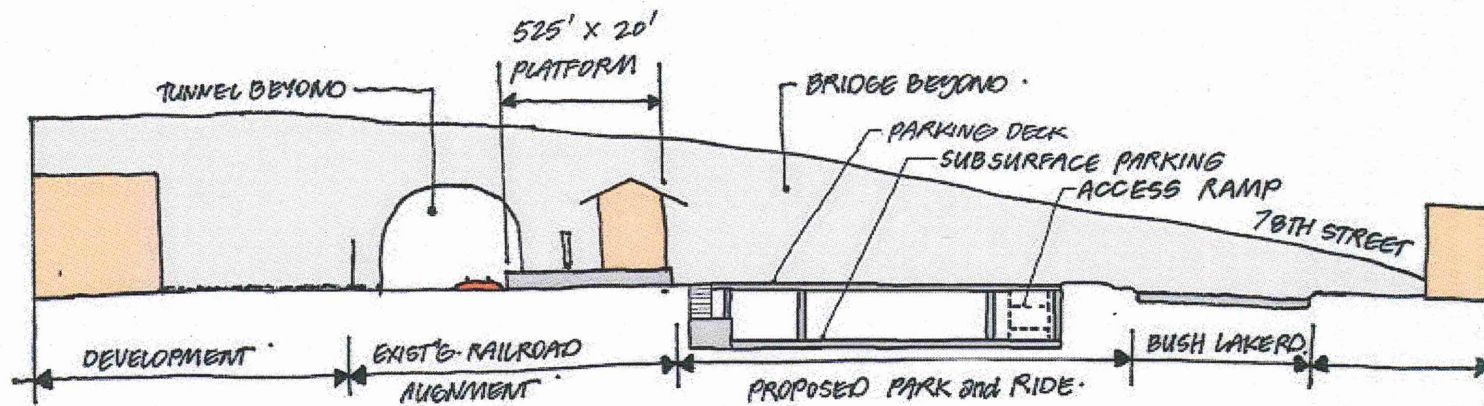 525' X 20'
PLATFORM
TUNNEL BEYOND
BRIDGE BEYOND.
PARKING DECK
SUBSURFACE PARKING
ACCESS RAMP
78TH STREET
DEVELOPMENT.
EXIST'G. RAILROAD
ALIGNMENT.
PROPOSED PARK and RIDE.
BUSH LAKE RD.